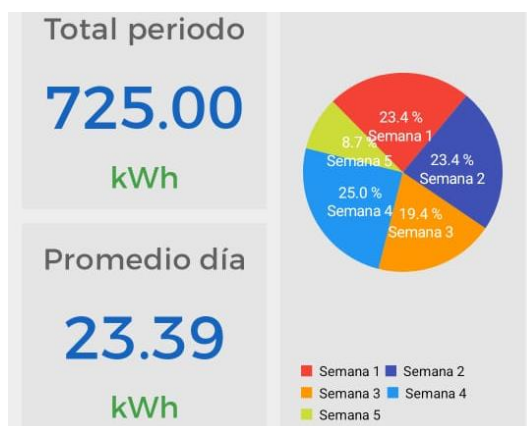 Total periodo
725.00
kWh
Promedio día
23.39
kWh
23.4 %
Semana 1
23.4 %
Semana 2
19.4 %
Semana 3
25.0 %
Semana 4
8.7 %
Semana 5
Semana 1 Semana 2
Semana 3 Semana 4
Semana 5